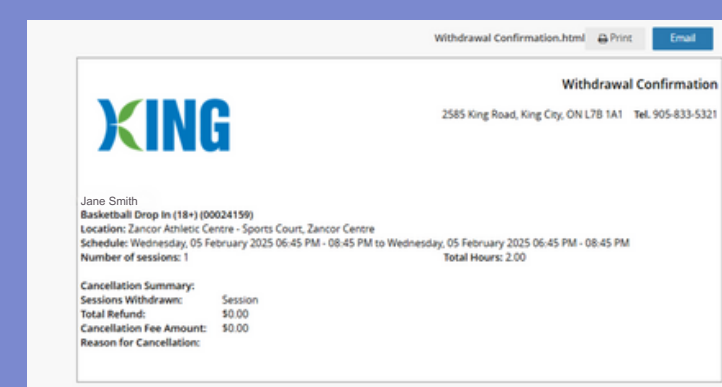 Withdrawal Confirmation.html Print Email
Withdrawal Confirmation
KING
2585 King Road, King City, ON L7B 1A1 Tel. 905-833-5321
Jane Smith
Basketball Drop In (18+) (00024159)
Location: Zancor Athletic Centre - Sports Court, Zancor Centre
Schedule: Wednesday, 05 February 2025 06:45 PM - 08:45 PM to Wednesday, 05 February 2025 06:45 PM - 08:45 PM
Number of sessions: 1 Total Hours: 2.00
Cancellation Summary:
Sessions Withdrawn: Session
Total Refund: $0.00
Cancellation Fee Amount: $0.00
Reason for Cancellation: